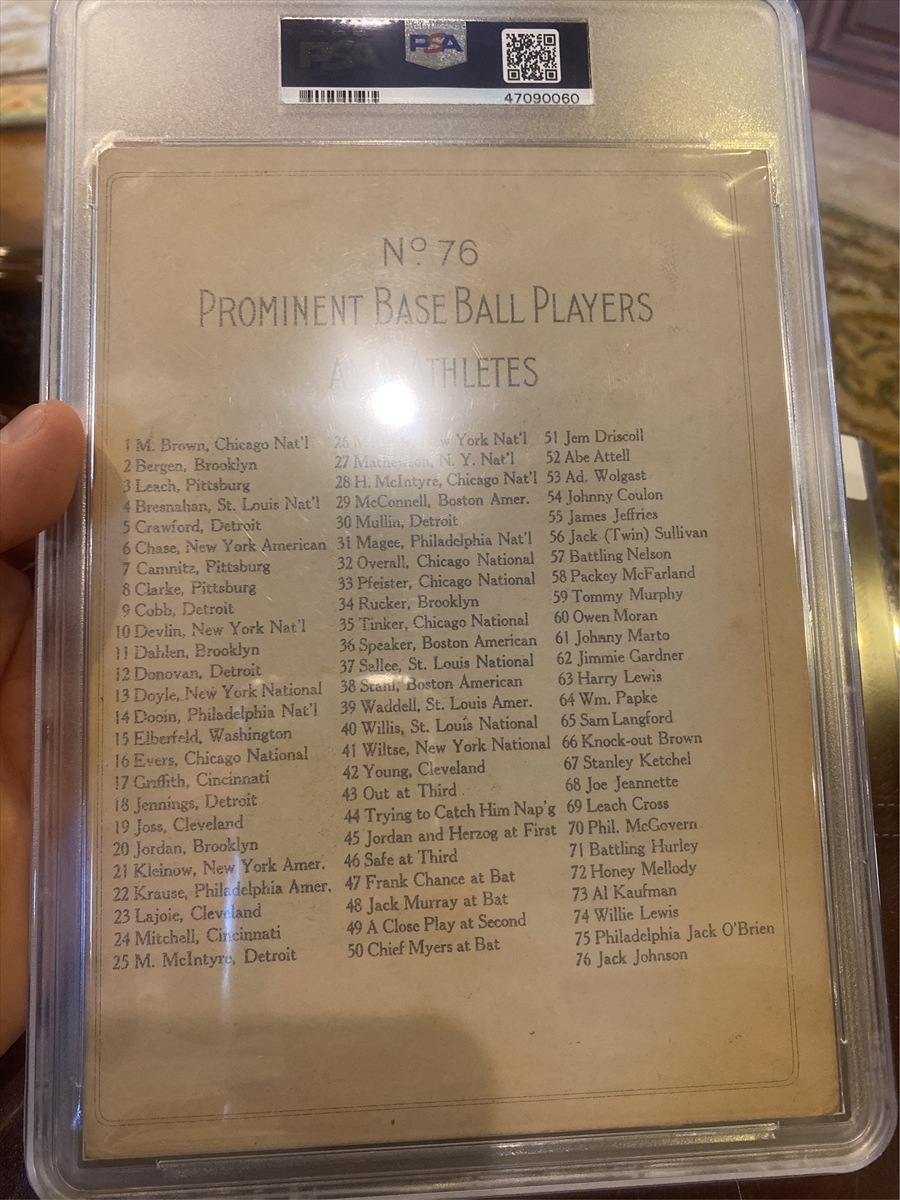 PSA
PSA
47090060
Nº 76
PROMINENT BASE BALL PLAYERS
ATHLETES
1 M. Brown, Chicago Nat'l
2 Bergen, Brooklyn
3 Leach, Pittsburg
4 Bresnahan, St. Louis Nat'l
5 Crawford, Detroit
6 Chase, New York American
7 Camnitz, Pittsburg
8 Clarke, Pittsburg
9 Cobb, Detroit
10 Devlin, New York Nat'l
11 Dahlen, Brooklyn
12 Donovan, Detroit
13 Doyle, New York National
14 Dooin, Philadelphia Nat'l
15 Elberfeld, Washington
16 Evers, Chicago National
17 Griffith, Cincinnati
18 Jennings, Detroit
19 Joss, Cleveland
20 Jordan, Brooklyn
21 Kleinow, New York Amer.
22 Krause, Philadelphia Amer.
23 Lajoie, Cleveland
24 Mitchell, Cincinnati
25 M. McIntyre, Detroit
26 York Nat'l
27 Mathewson, N. Y. Nat'l
28 H. McIntyre, Chicago Nat'l
29 McConnell, Boston Amer.
30 Mullin, Detroit
31 Magee, Philadelphia Nat'l
32 Overall, Chicago National
33 Pfeister, Chicago National
34 Rucker, Brooklyn
35 Tinker, Chicago National
36 Speaker, Boston American
37 Sallee, St. Louis National
38 Stahl, Boston American
39 Waddell, St. Louis Amer.
40 Willis, St. Louis National
41 Wiltse, New York National
42 Young, Cleveland
43 Out at Third
44 Trying to Catch Him Nap'g
45 Jordan and Herzog at First
46 Safe at Third
47 Frank Chance at Bat
48 Jack Murray at Bat
49 A Close Play at Second
50 Chief Myers at Bat
51 Jem Driscoll
52 Abe Attell
53 Ad. Wolgast
54 Johnny Coulon
55 James Jeffries
56 Jack (Twin) Sullivan
57 Battling Nelson
58 Packey McFarland
59 Tommy Murphy
60 Owen Moran
61 Johnny Marto
62 Jimmie Gardner
63 Harry Lewis
64 Wm. Papke
65 Sam Langford
66 Knock-out Brown
67 Stanley Ketchel
68 Joe Jeannette
69 Leach Cross
70 Phil. McGovern
71 Battling Hurley
72 Honey Mellody
73 Al Kaufman
74 Willie Lewis
75 Philadelphia Jack O'Brien
76 Jack Johnson